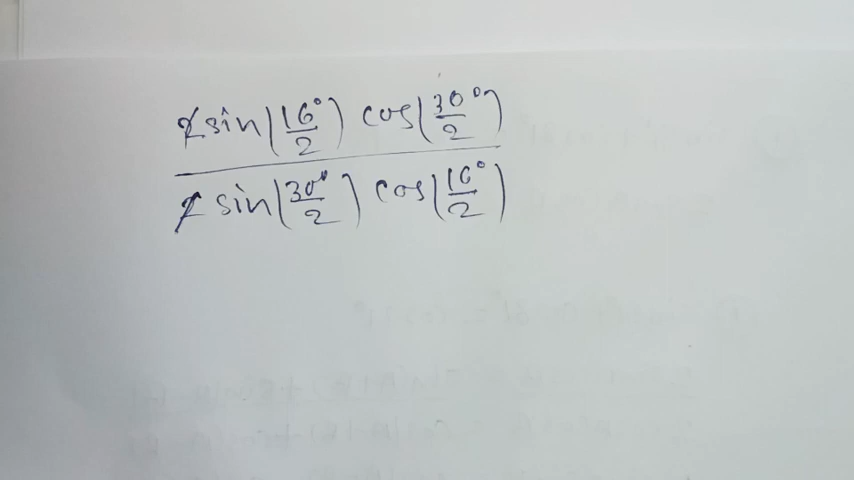 2 sin(16°/2) cos(30°/2)
2 sin(30°/2) cos(16°/2)